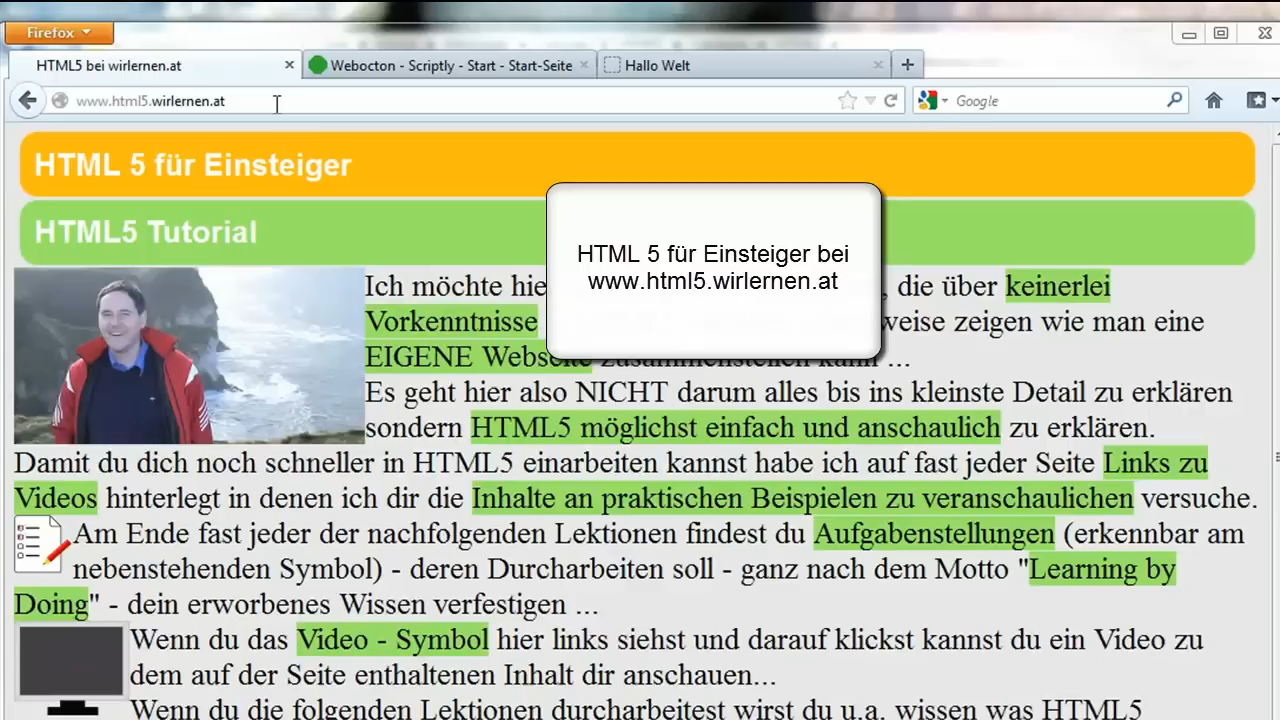 Firefox
HTML5 bei wirlernen.at
Webocton - Scriptly - Start - Start-Seite
Hallo Welt
www.html5.wirlernen.at
Google
HTML 5 für Einsteiger
HTML5 Tutorial
HTML 5 für Einsteiger bei
www.html5.wirlernen.at
Ich möchte hie , die über keinerlei
Vorkenntnisse weise zeigen wie man eine
EIGENE Webseite zusammenstellen kann ...
Es geht hier also NICHT darum alles bis ins kleinste Detail zu erklären
sondern HTML5 möglichst einfach und anschaulich zu erklären.
Damit du dich noch schneller in HTML5 einarbeiten kannst habe ich auf fast jeder Seite Links zu
Videos hinterlegt in denen ich dir die Inhalte an praktischen Beispielen zu veranschaulichen versuche.
Am Ende fast jeder der nachfolgenden Lektionen findest du Aufgabenstellungen (erkennbar am
nebenstehenden Symbol) - deren Durcharbeiten soll - ganz nach dem Motto "Learning by
Doing" - dein erworbenes Wissen verfestigen ...
Wenn du das Video - Symbol hier links siehst und darauf klickst kannst du ein Video zu
dem auf der Seite enthaltenen Inhalt dir anschauen...
Wenn du die folgenden Lektionen durcharbeitest wirst du u.a. wissen was HTML5